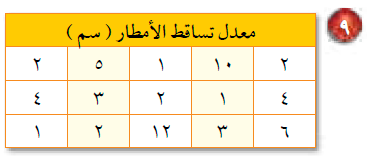 ٩
معدل تساقط الأمطار ( سم )
٢ ١٠ ١ ٥ ٢
٤ ١ ٢ ٣ ٤
٦ ٣ ١٢ ٢ ١